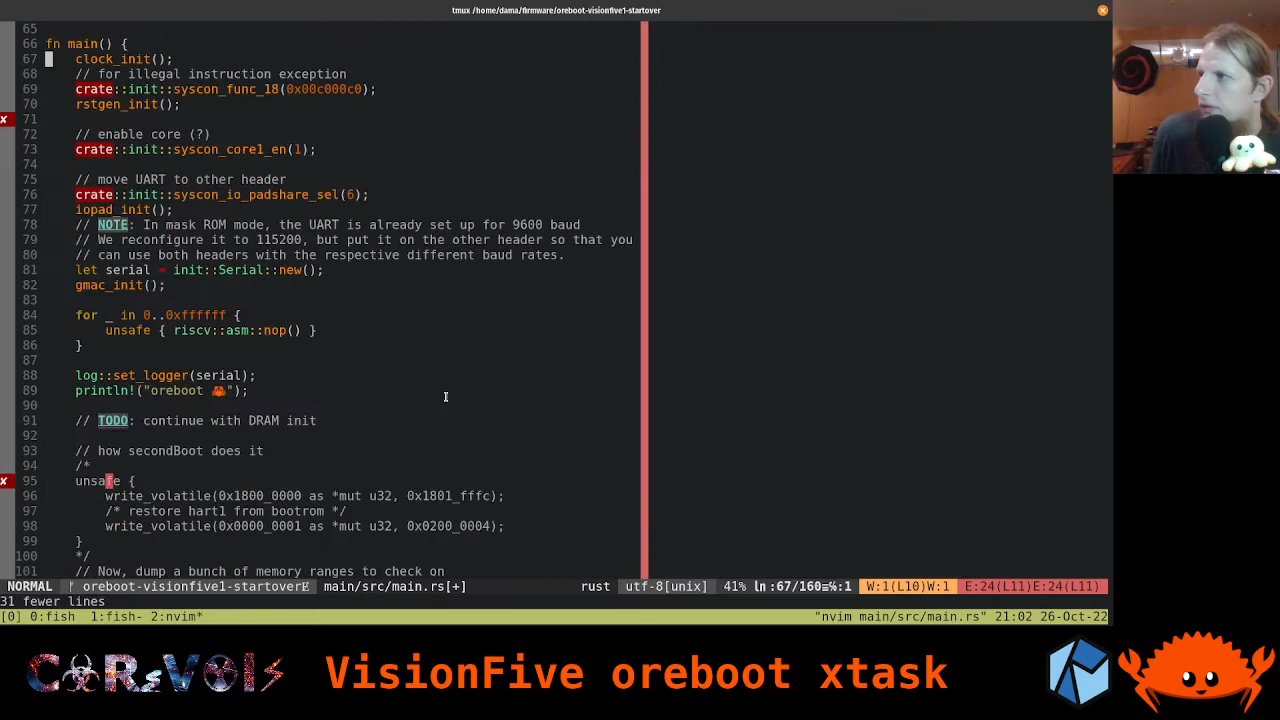 tmux /home/dama/firmware/oreboot-visionfive1-startover
65
66 fn main() {
67     clock_init();
68     // for illegal instruction exception
69     crate::init::syscon_func_18(0x00c000c0);
70     rstgen_init();
✘ 71
72     // enable core (?)
73     crate::init::syscon_core1_en(1);
74
75     // move UART to other header
76     crate::init::syscon_io_padshare_sel(6);
77     iopad_init();
78     // NOTE: In mask ROM mode, the UART is already set up for 9600 baud
79     // We reconfigure it to 115200, but put it on the other header so that you
80     // can use both headers with the respective different baud rates.
81     let serial = init::Serial::new();
82     gmac_init();
83
84     for _ in 0..0xffffff {
85         unsafe { riscv::asm::nop() }
86     }
87
88     log::set_logger(serial);
89     println!("oreboot 🦀");
90
91     // TODO: continue with DRAM init
92
93     // how secondBoot does it
94     /*
✘ 95     unsafe {
96         write_volatile(0x1800_0000 as *mut u32, 0x1801_fffc);
97         /* restore hart1 from bootrom */
98         write_volatile(0x0000_0001 as *mut u32, 0x0200_0004);
99     }
100     */
101     // Now, dump a bunch of memory ranges to check on
NORMAL oreboot-visionfive1-startover main/src/main.rs[+] rust utf-8[unix] 41% ln:67/160≡%:1 W:1(L10)W:1 E:24(L11)E:24(L11)
31 fewer lines
[0] 0:fish 1:fish- 2:nvim* "nvim main/src/main.rs" 21:02 26-Oct-22
VisionFive oreboot xtask